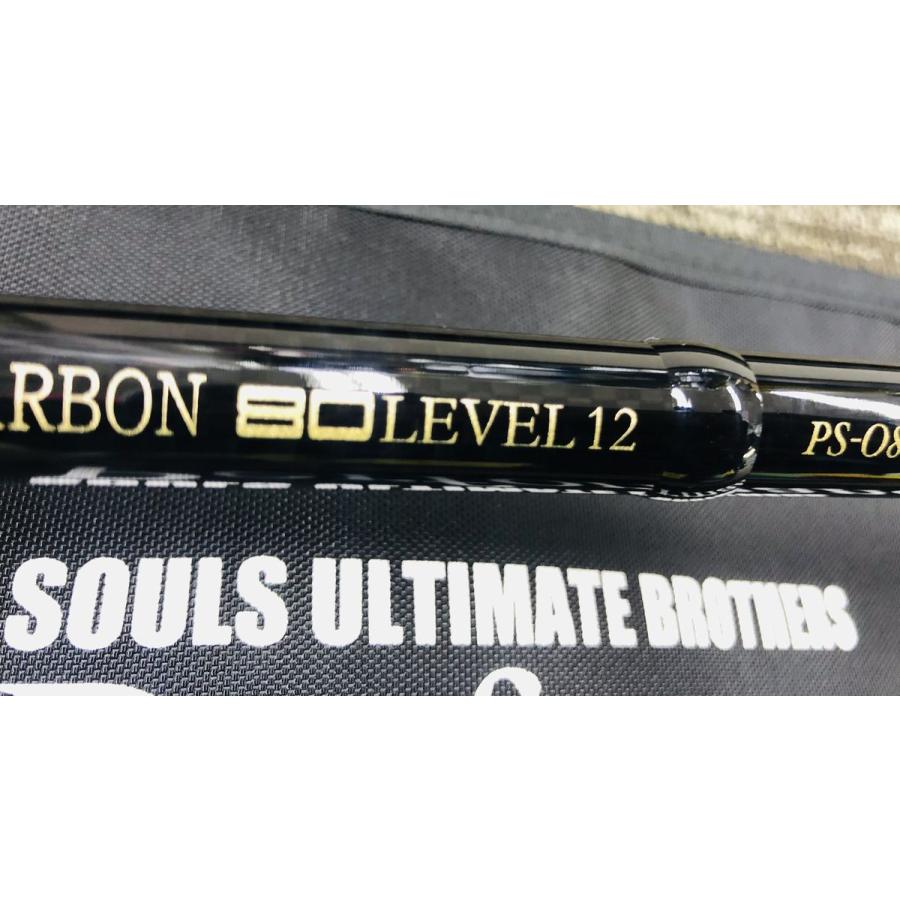 ARBON 80 LEVEL 12 PS-08
SOULS ULTIMATE BROTHERS